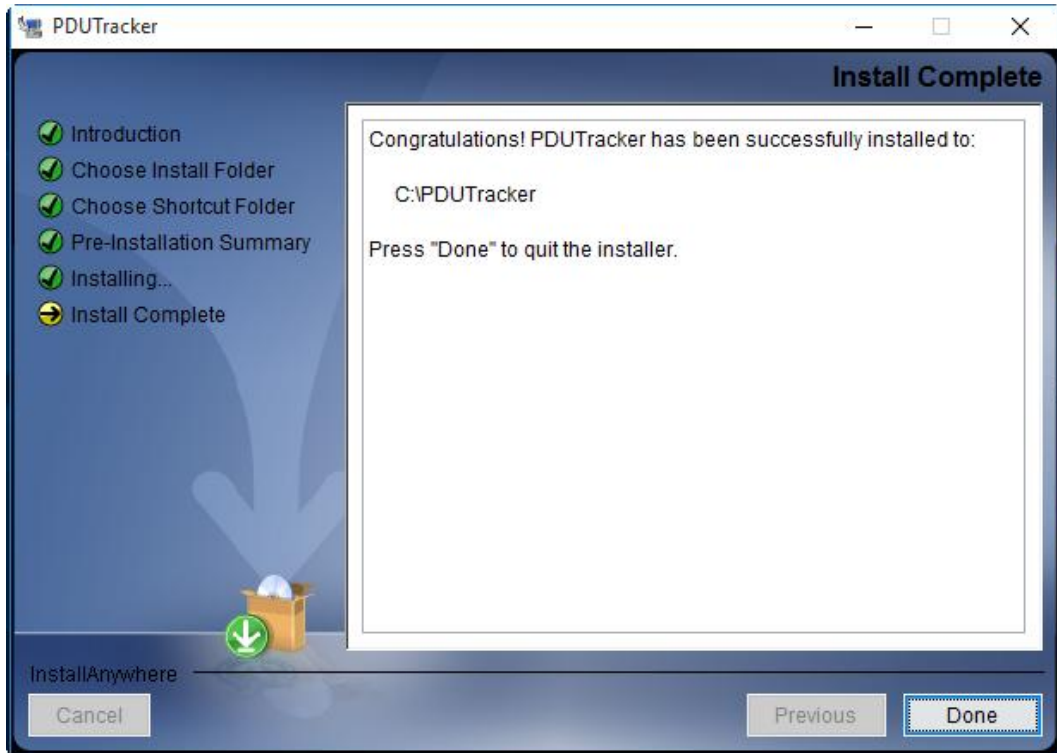 PDUTracker
Install Complete
Introduction
Choose Install Folder
Choose Shortcut Folder
Pre-Installation Summary
Installing...
Install Complete
Congratulations! PDUTracker has been successfully installed to:
C:\PDUTracker
Press "Done" to quit the installer.
InstallAnywhere
Cancel
Previous
Done